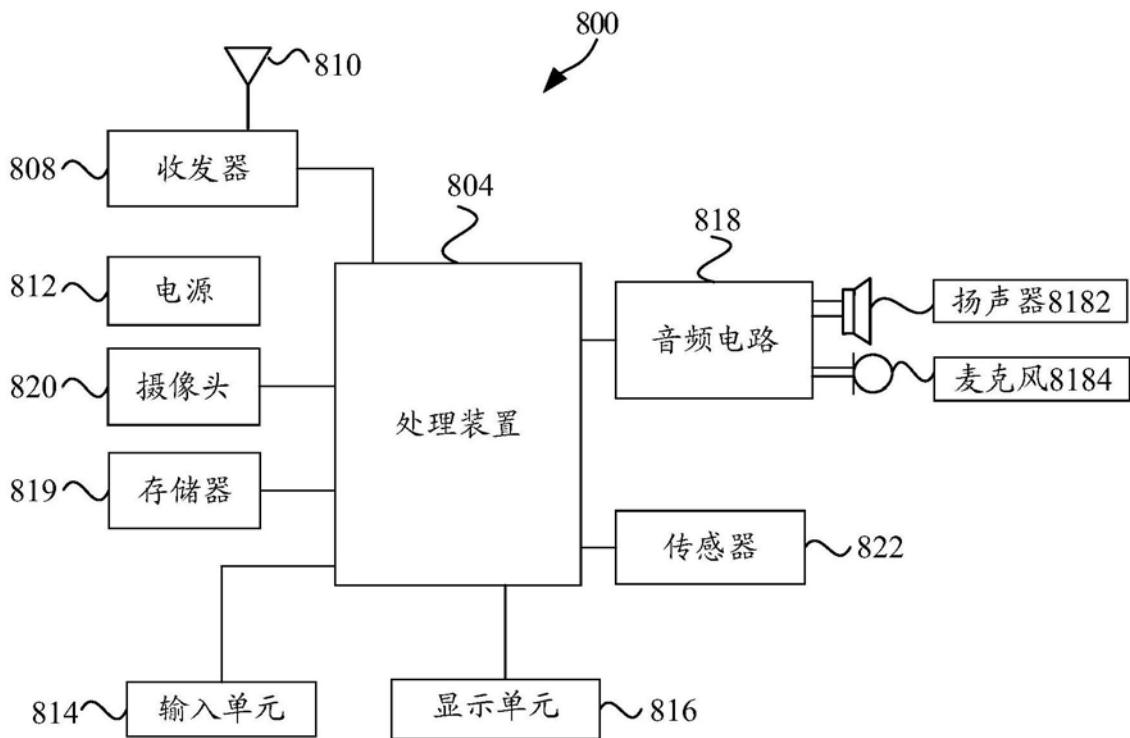 800
810
808
收发器
804
818
812
电源
扬声器8182
音频电路
820
摄像头
麦克风8184
处理装置
819
存储器
传感器
822
814
输入单元
显示单元
816